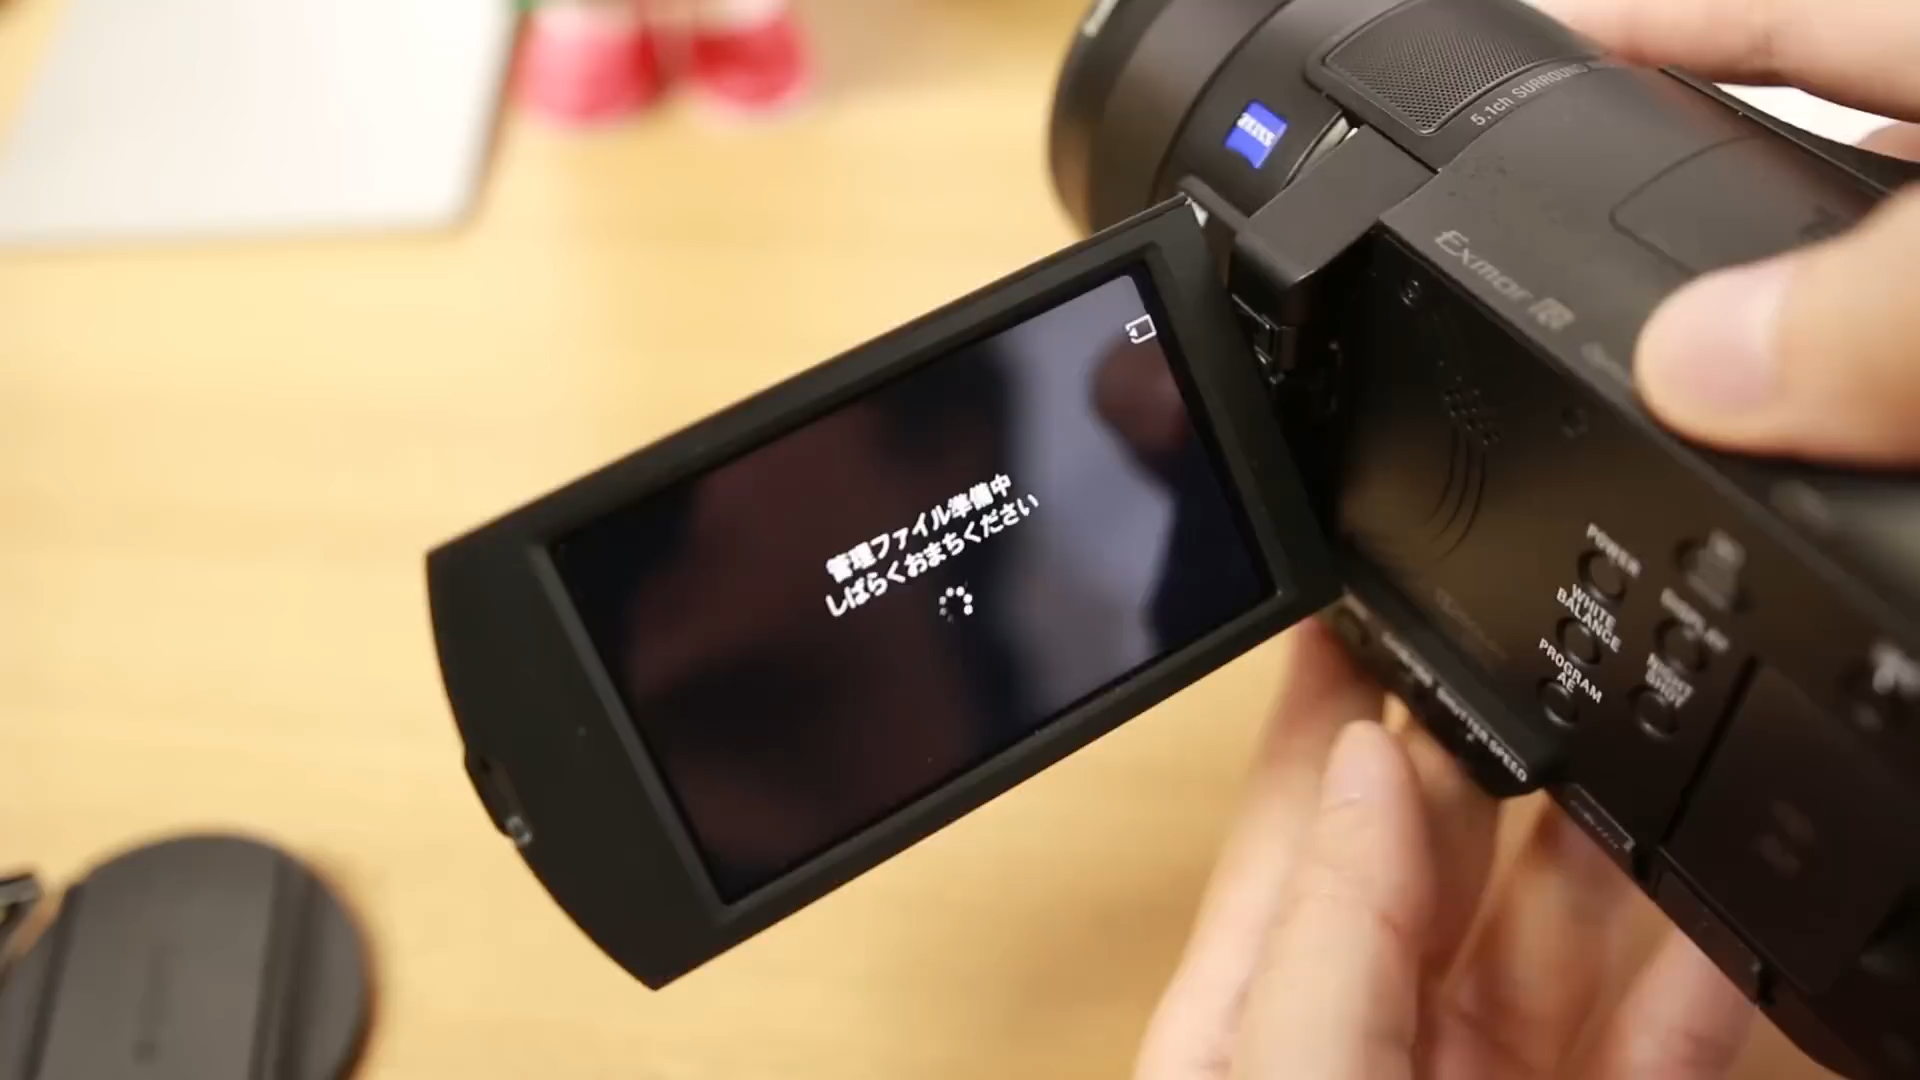 ZEISS
5.1ch SURROUND
Exmor R
管理ファイル準備中
しばらくおまちください
POWER
WHITE
BALANCE
PROGRAM
AE
DISPLAY
NIGHT
SHOT
SHUTTER SPEED